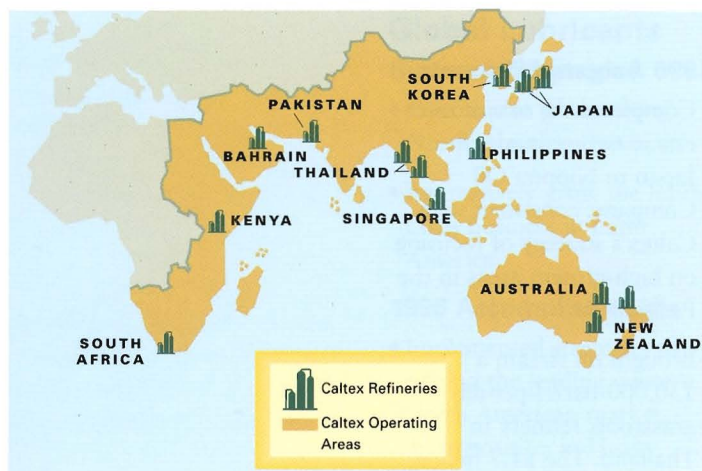 SOUTH
KOREA
JAPAN
PAKISTAN
BAHRAIN
THAILAND
PHILIPPINES
KENYA
SINGAPORE
AUSTRALIA
NEW
ZEALAND
SOUTH
AFRICA
Caltex Refineries
Caltex Operating
Areas